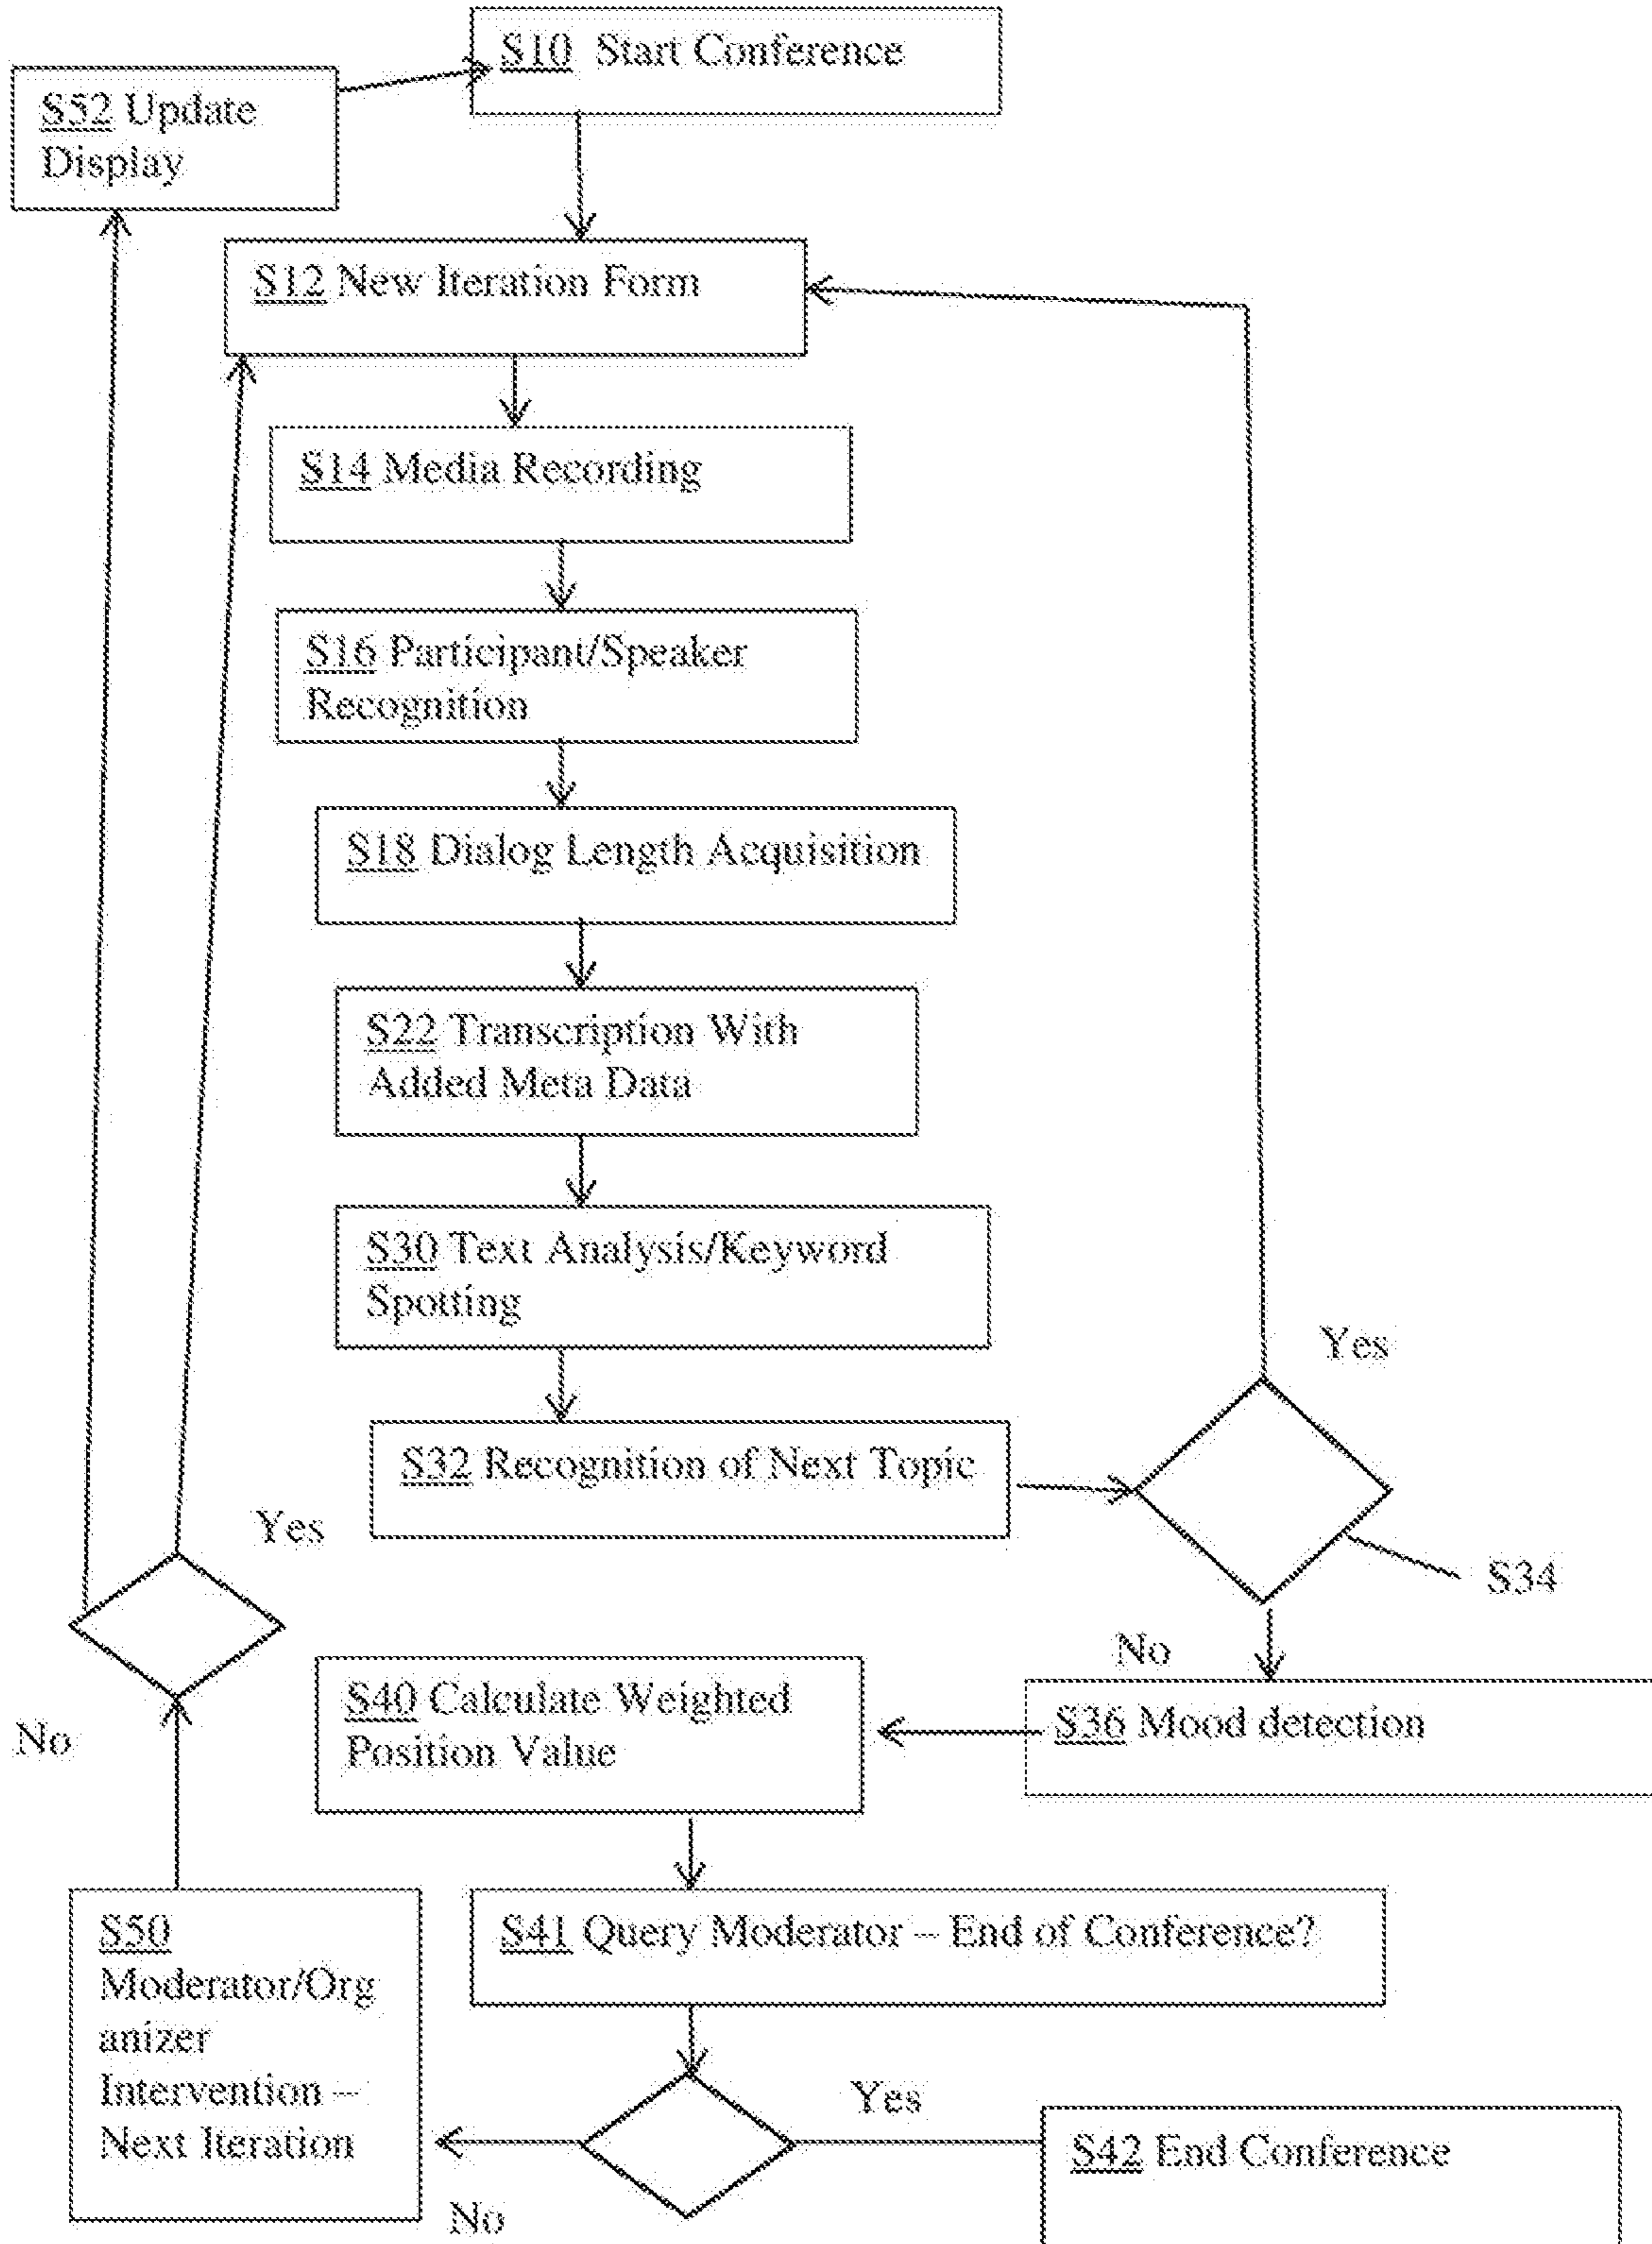 S10 Start Conference
S52 Update
Display
S12 New Iteration Form
S14 Media Recording
S16 Participant/Speaker
Recognition
S18 Dialog Length Acquisition
S22 Transcription With
Added Meta Data
S30 Text Analysis/Keyword
Spotting
Yes
S32 Recognition of Next Topic
Yes
S34
No
S40 Calculate Weighted
Position Value
S36 Mood detection
No
S50
Moderator/Org
anizer
Intervention –
Next Iteration
S41 Query Moderator – End of Conference?
Yes
S42 End Conference
No